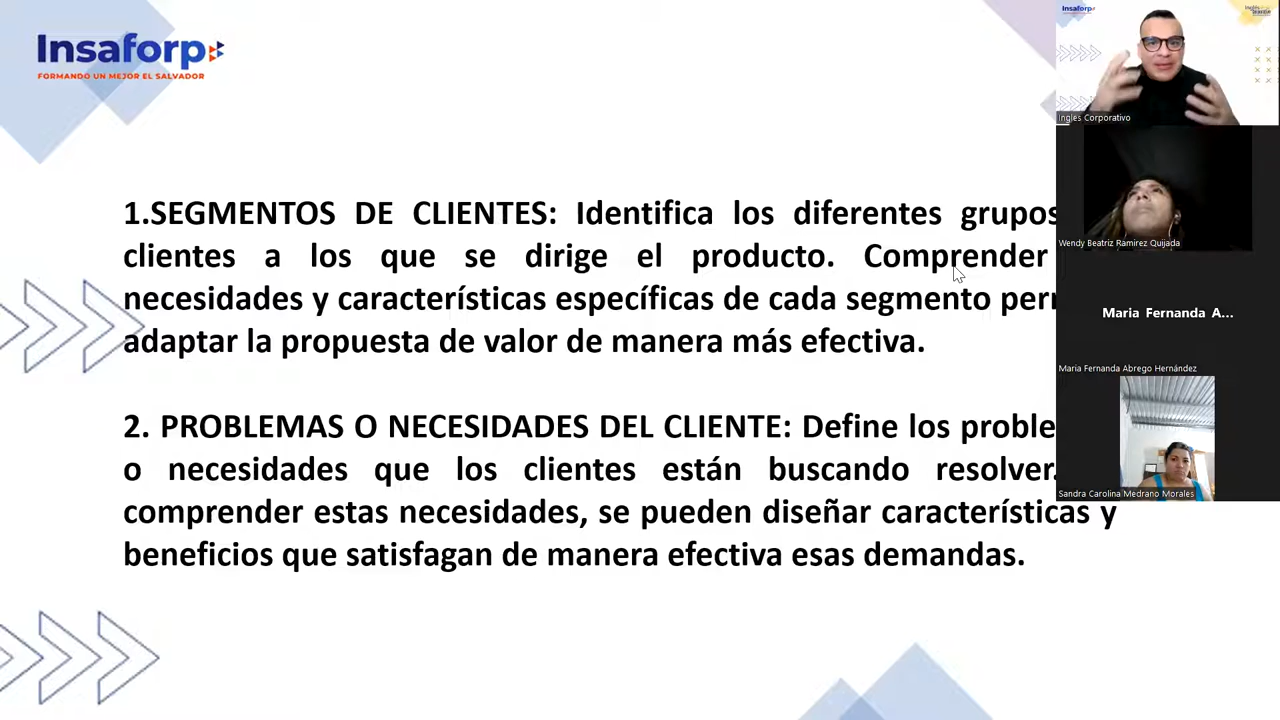 Insaforp
FORMANDO UN MEJOR EL SALVADOR
1.SEGMENTOS DE CLIENTES: Identifica los diferentes grupos
clientes a los que se dirige el producto. Comprender
necesidades y características específicas de cada segmento
adaptar la propuesta de valor de manera más efectiva.
2. PROBLEMAS O NECESIDADES DEL CLIENTE: Define los
o necesidades que los clientes están buscando resolver.
comprender estas necesidades, se pueden diseñar características y
beneficios que satisfagan de manera efectiva esas demandas.
Insaforp
Ingles Corporativo
Wendy Beatriz Ramirez Quijada
Maria Fernanda A...
Maria Fernanda Abrego Hernández
Sandra Carolina Medrano Morales